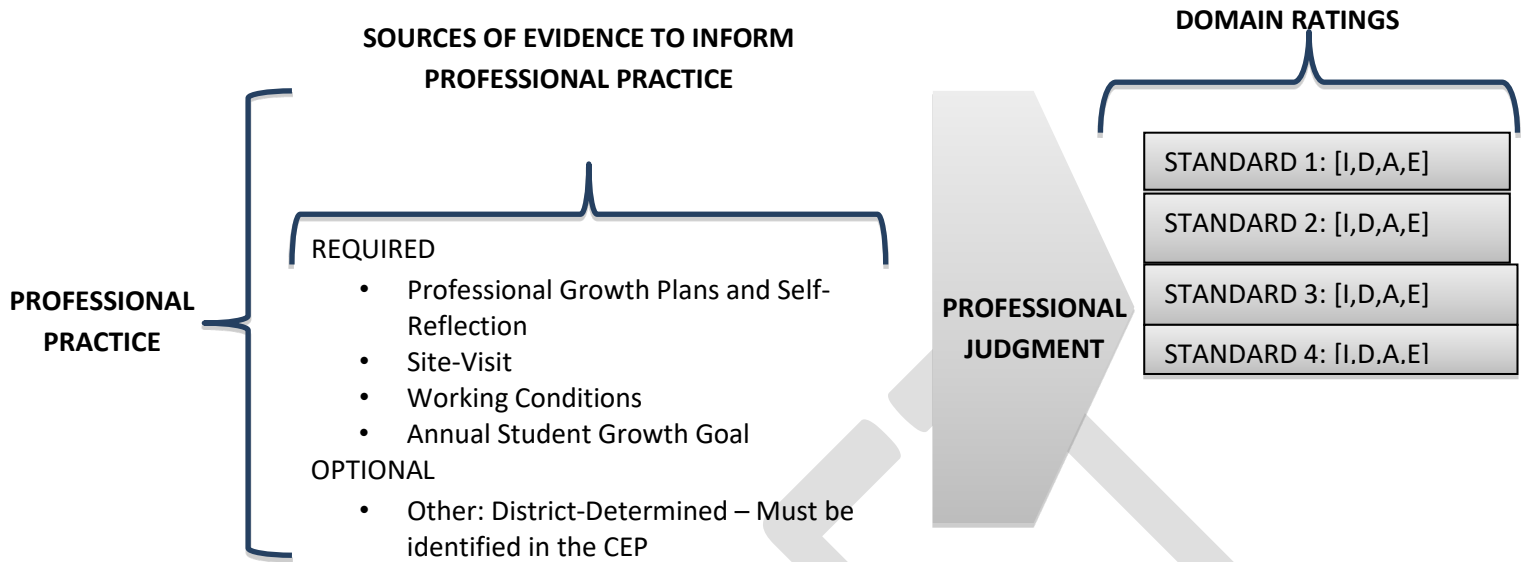 SOURCES OF EVIDENCE TO INFORM
PROFESSIONAL PRACTICE
DOMAIN RATINGS
PROFESSIONAL
PRACTICE
REQUIRED
• Professional Growth Plans and Self-
Reflection
• Site-Visit
• Working Conditions
• Annual Student Growth Goal
OPTIONAL
• Other: District-Determined – Must be
identified in the CEP
PROFESSIONAL
JUDGMENT
STANDARD 1: [I,D,A,E]
STANDARD 2: [I,D,A,E]
STANDARD 3: [I,D,A,E]
STANDARD 4: [I,D,A,E]